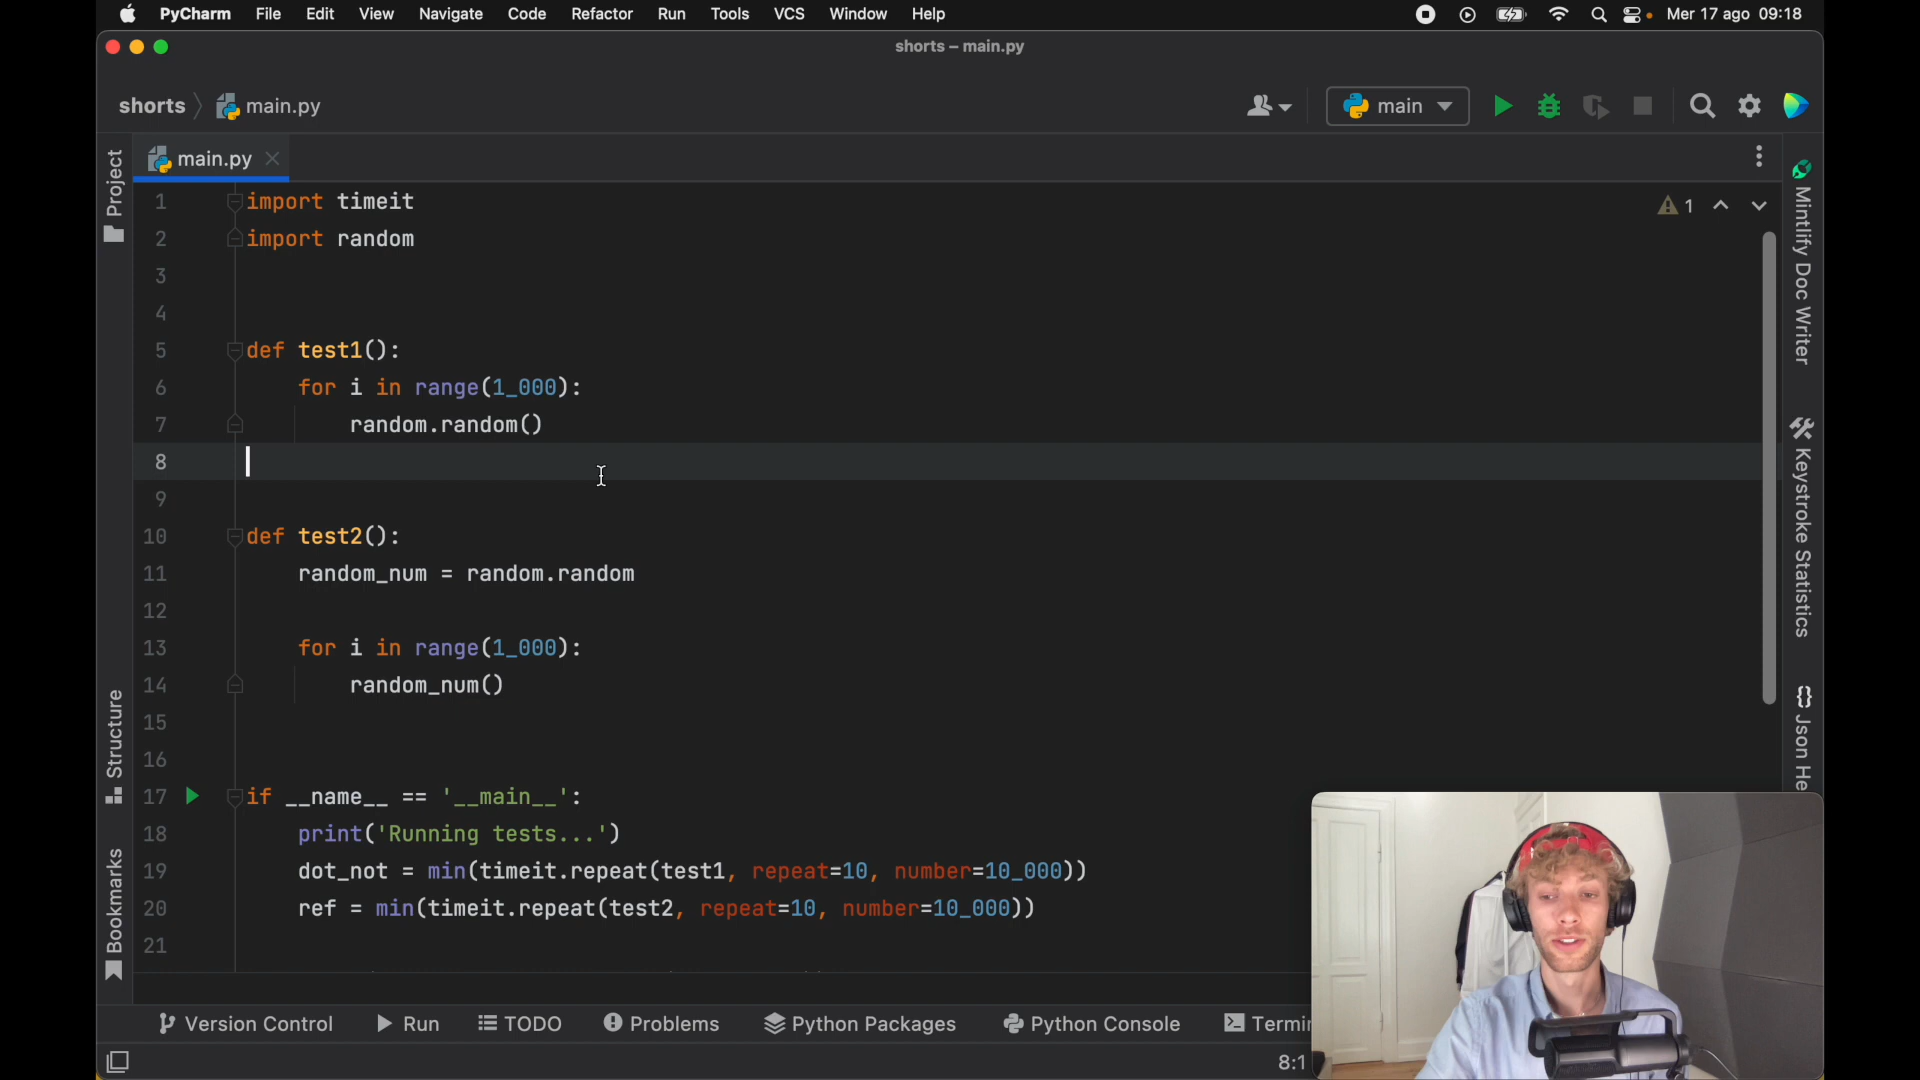 PyCharm File Edit View Navigate Code Refactor Run Tools VCS Window Help Mer 17 ago 09:18
shorts – main.py
shorts main.py main
main.py
Project
Structure
Bookmarks
1 import timeit
2 import random
3
4
5 def test1():
6 for i in range(1_000):
7 random.random()
8
9
10 def test2():
11 random_num = random.random
12
13 for i in range(1_000):
14 random_num()
15
16
17 if __name__ == '__main__':
18 print('Running tests...')
19 dot_not = min(timeit.repeat(test1, repeat=10, number=10_000))
20 ref = min(timeit.repeat(test2, repeat=10, number=10_000))
21
1
Mintlify Doc Writer
Keystroke Statistics
{} Json He
Version Control Run TODO Problems Python Packages Python Console Termin
8:1